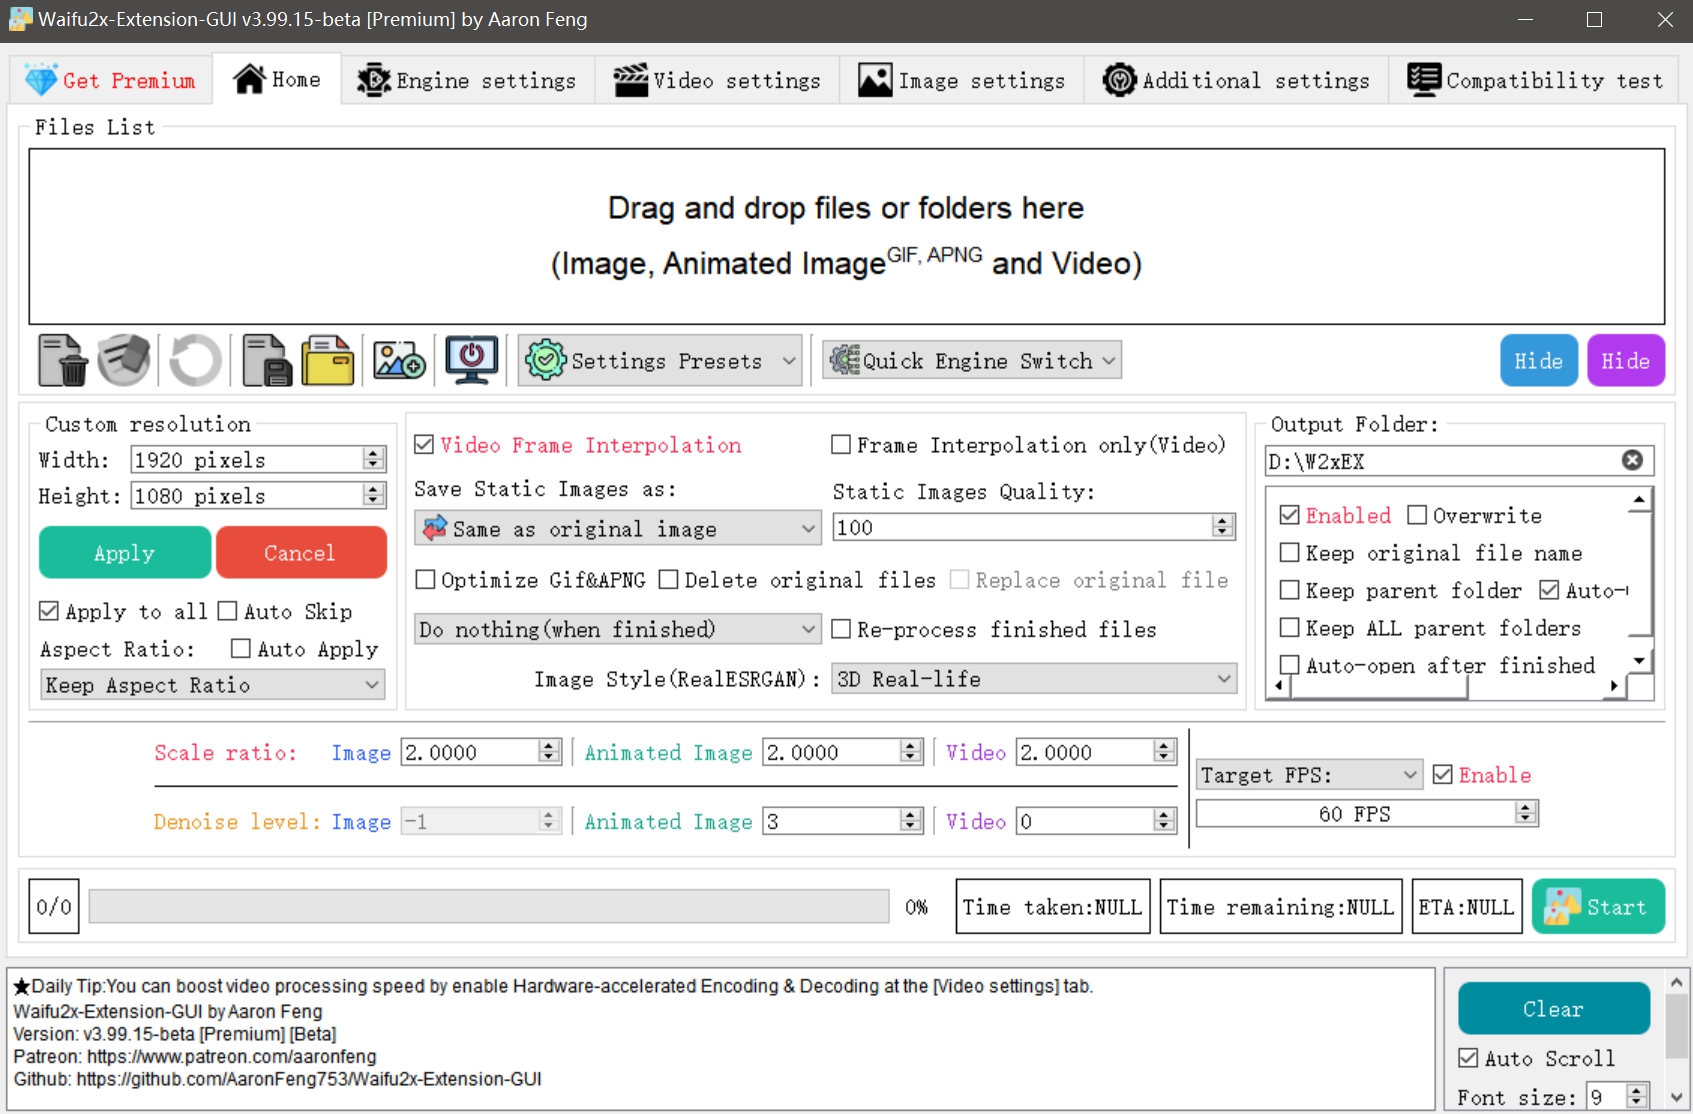 Waifu2x-Extension-GUI v3.99.15-beta [Premium] by Aaron Feng
Get Premium
Home
Engine settings
Video settings
Image settings
Additional settings
Compatibility test
Files List
Drag and drop files or folders here
(Image, Animated ImageGIF, APNG and Video)
Settings Presets
Quick Engine Switch
Hide
Hide
Custom resolution
Width: 1920 pixels
Height: 1080 pixels
Apply
Cancel
Apply to all
Auto Skip
Aspect Ratio:
Auto Apply
Keep Aspect Ratio
Video Frame Interpolation
Frame Interpolation only(Video)
Save Static Images as:
Static Images Quality:
Same as original image
100
Optimize Gif&APNG
Delete original files
Replace original file
Do nothing(when finished)
Re-process finished files
Image Style(RealESRGAN):
3D Real-life
Output Folder:
D:\W2xEX
Enabled
Overwrite
Keep original file name
Keep parent folder
Auto-
Keep ALL parent folders
Auto-open after finished
Scale ratio: Image 2.0000
Animated Image 2.0000
Video 2.0000
Denoise level: Image -1
Animated Image 3
Video 0
Target FPS:
Enable
60 FPS
0/0
0%
Time taken:NULL
Time remaining:NULL
ETA:NULL
Start
★Daily Tip:You can boost video processing speed by enable Hardware-accelerated Encoding & Decoding at the [Video settings] tab.
Waifu2x-Extension-GUI by Aaron Feng
Version: v3.99.15-beta [Premium] [Beta]
Patreon: https://www.patreon.com/aaronfeng
Github: https://github.com/AaronFeng753/Waifu2x-Extension-GUI
Clear
Auto Scroll
Font size: 9